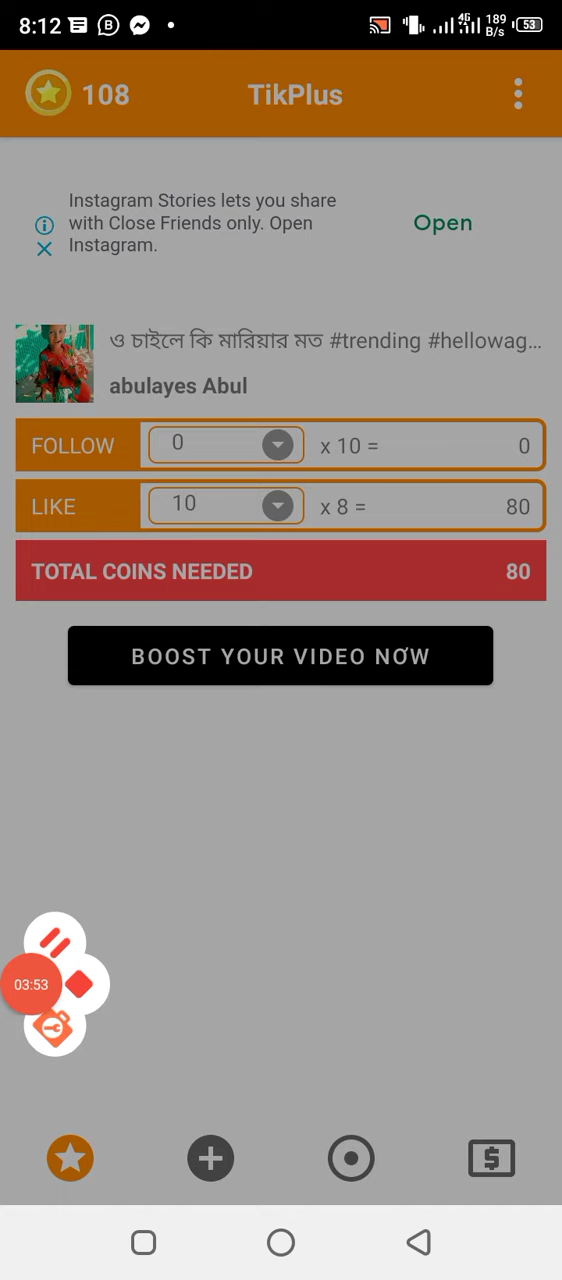 8:12 B 4G 189 B/s 53
108 TikPlus
Instagram Stories lets you share
with Close Friends only. Open
Instagram.
Open
ও চাইলে কি মারিয়ার মত #trending #hellowag...
abulayes Abul
FOLLOW 0 x 10 = 0
LIKE 10 x 8 = 80
TOTAL COINS NEEDED 80
BOOST YOUR VIDEO NOW
03:53